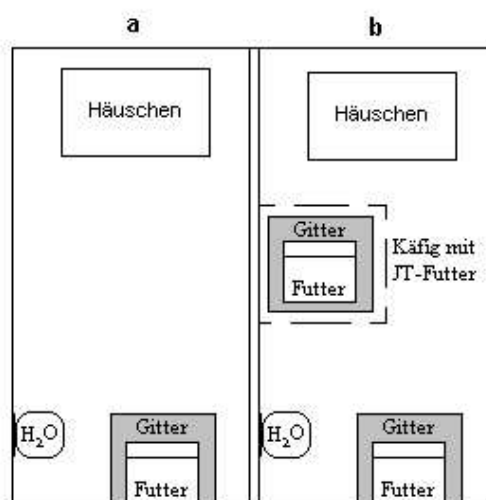 a
b
Häuschen
Häuschen
Gitter
Futter
Käfig mit
JT-Futter
H₂O
Gitter
Futter
H₂O
Gitter
Futter